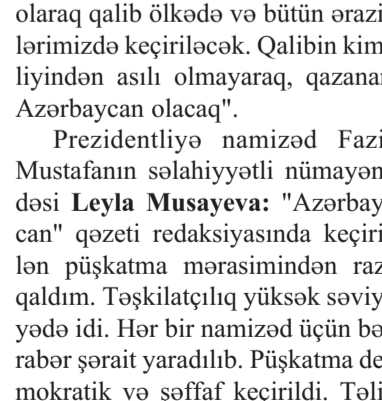 olaraq qalib ölkədə və bütün ərazi
lərimizdə keçiriləcək. Qalibin kim
liyindən asılı olmayaraq, qazanan
Azərbaycan olacaq".
Prezidentliyə namizəd Fazi
Mustafanın səlahiyyətli nümayən
dəsi Leyla Musayeva: "Azərbay
can" qəzeti redaksiyasında keçiri
lən püşkatma mərasimindən raz
qaldım. Təşkilatçılıq yüksək səviy
yədə idi. Hər bir namizəd üçün bə
rabər şərait yaradılıb. Püşkatma de
mokratik və şəffaf keçirildi. Təli